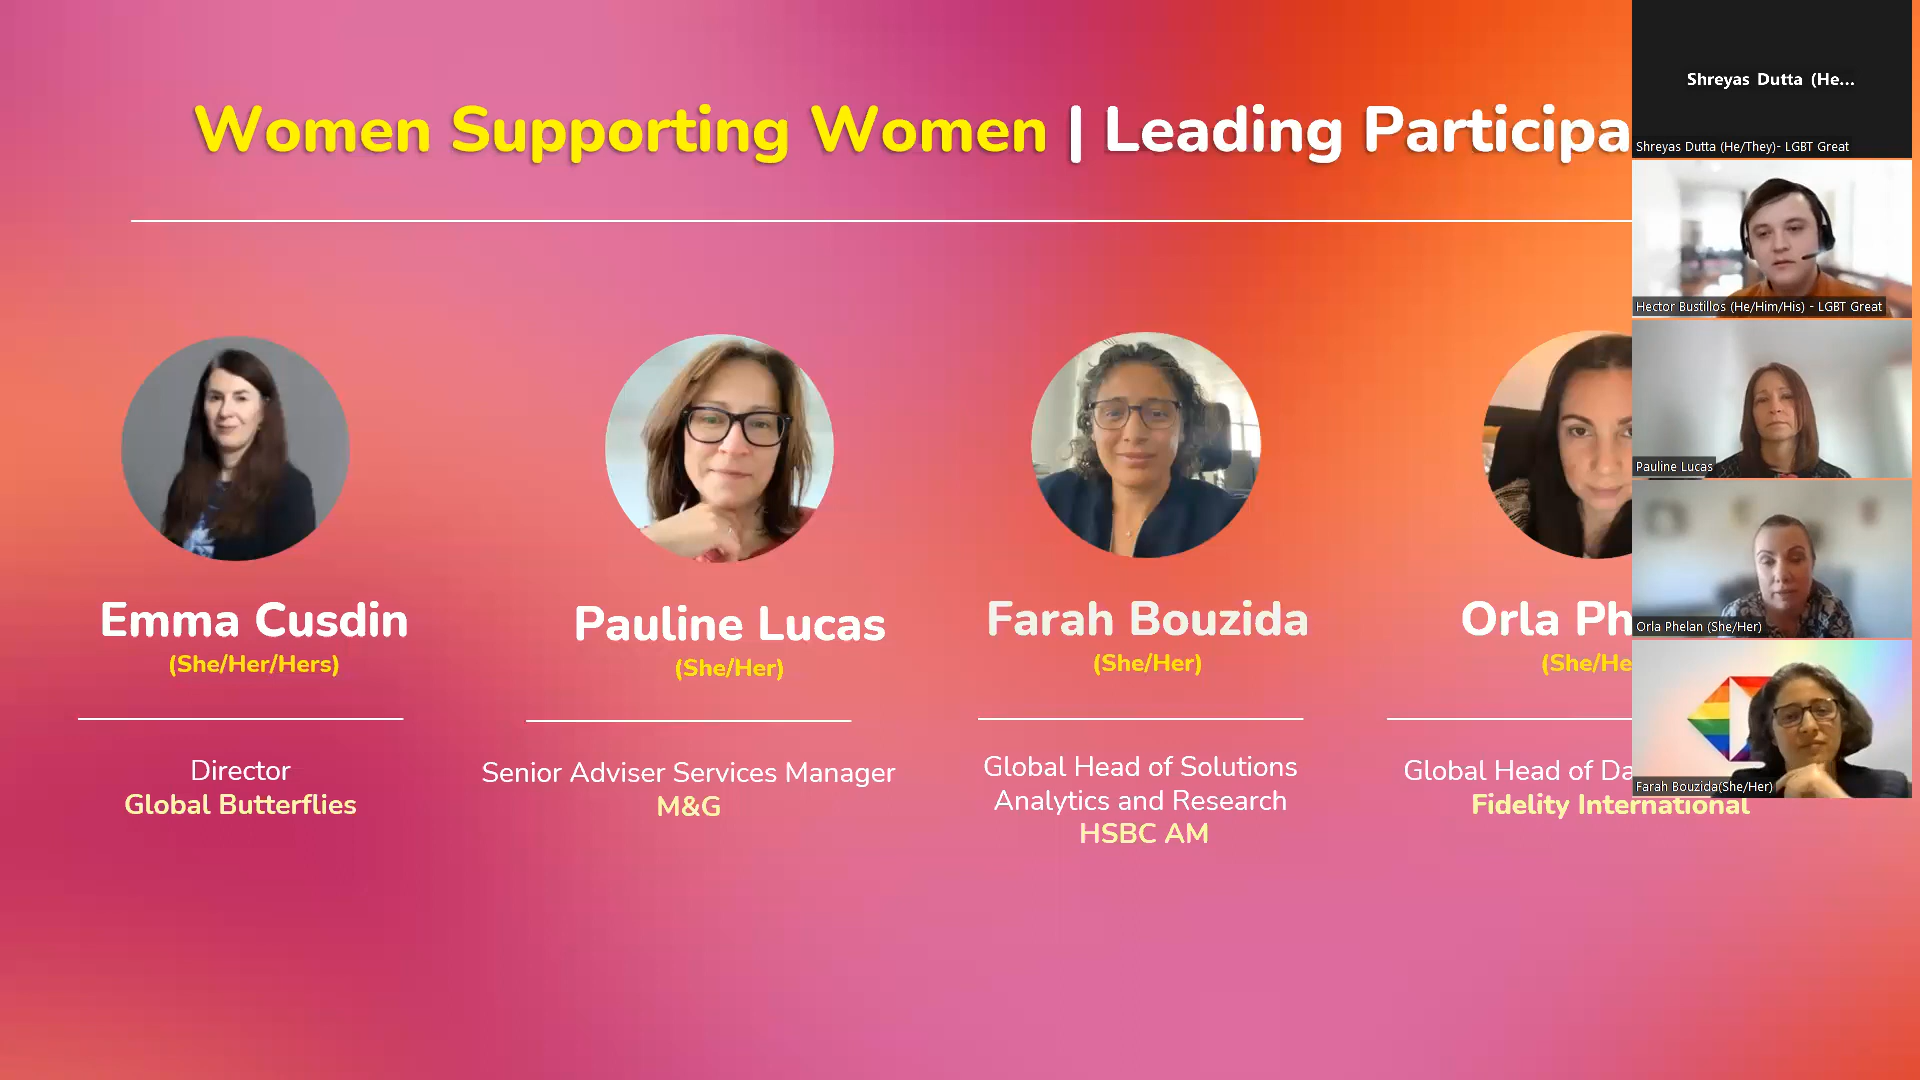 Women Supporting Women | Leading Participa
Emma Cusdin
(She/Her/Hers)
Director
Global Butterflies
Pauline Lucas
(She/Her)
Senior Adviser Services Manager
M&G
Farah Bouzida
(She/Her)
Global Head of Solutions
Analytics and Research
HSBC AM
Orla Ph
(She/He
Global Head of Da
Fidelity International
Shreyas Dutta (He...
Shreyas Dutta (He/They)- LGBT Great
Hector Bustillos (He/Him/His) - LGBT Great
Pauline Lucas
Orla Phelan (She/Her)
Farah Bouzida(She/Her)